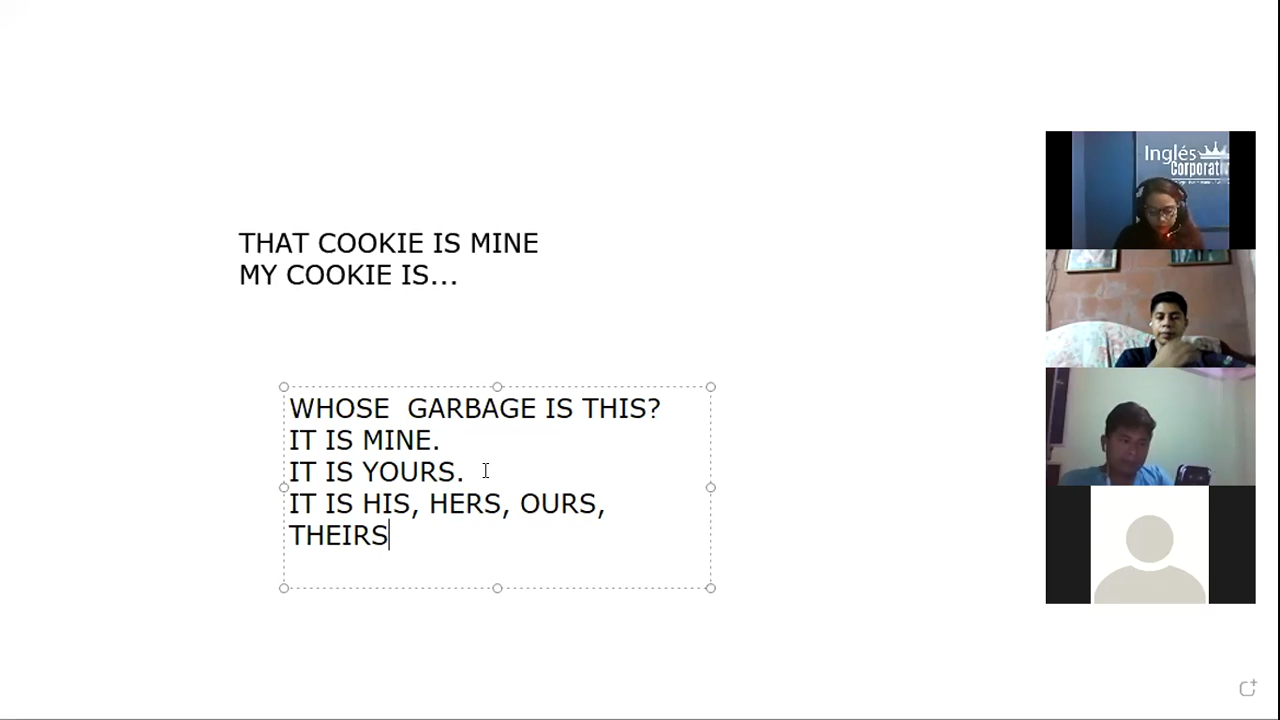 THAT COOKIE IS MINE
MY COOKIE IS...
WHOSE  GARBAGE IS THIS?
IT IS MINE.
IT IS YOURS.
IT IS HIS, HERS, OURS,
THEIRS
Inglés